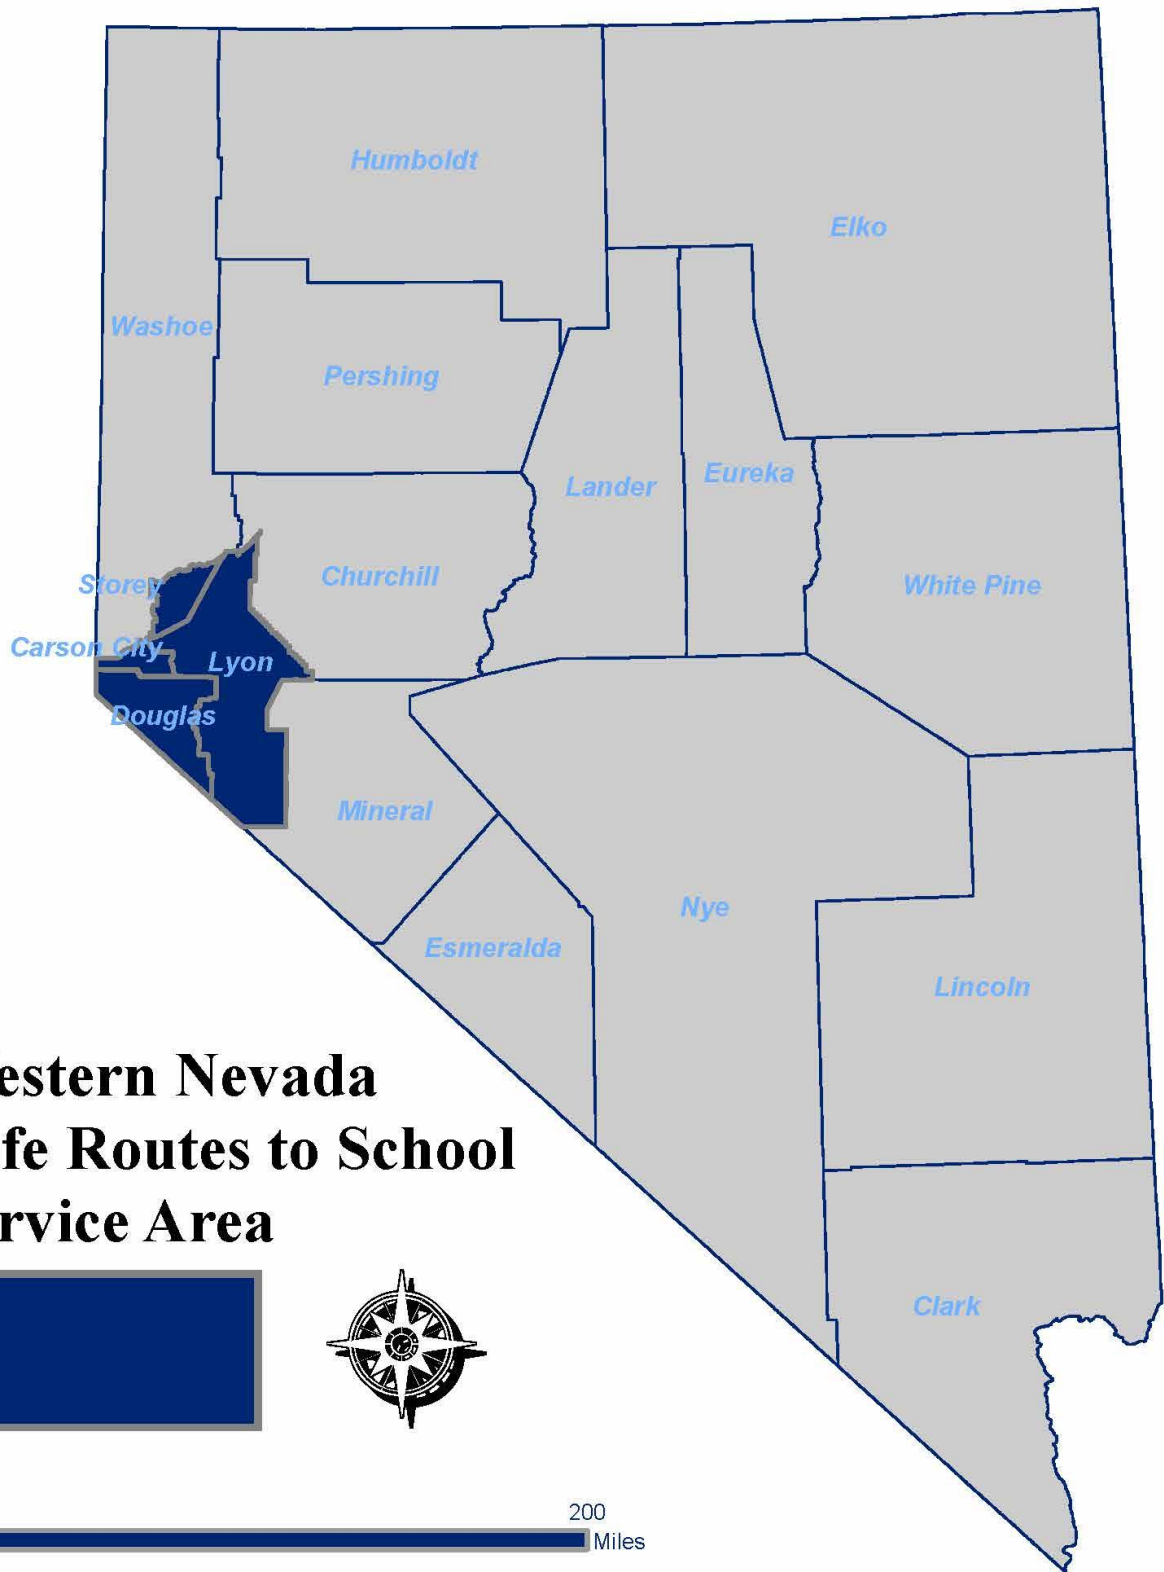 Humboldt
Elko
Washoe
Pershing
Lander
Eureka
Churchill
White Pine
Storey
Carson City
Lyon
Douglas
Mineral
Nye
Esmeralda
Lincoln
estern Nevada
fe Routes to School
rvice Area
Clark
200
Miles